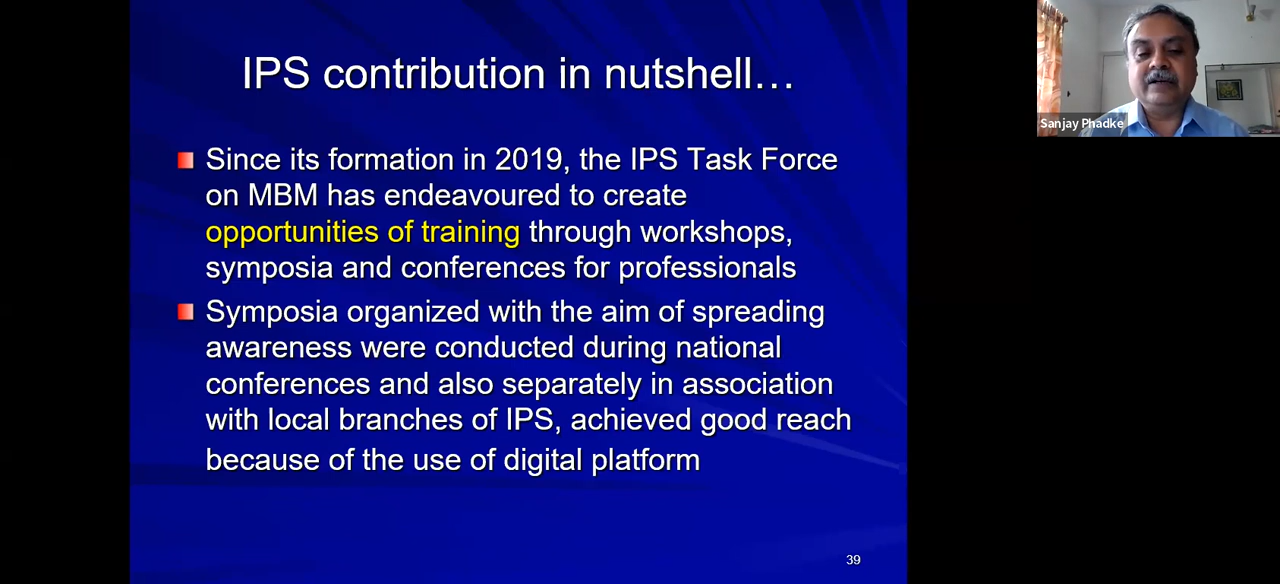 IPS contribution in nutshell…
Since its formation in 2019, the IPS Task Force
on MBM has endeavoured to create
opportunities of training through workshops,
symposia and conferences for professionals
Symposia organized with the aim of spreading
awareness were conducted during national
conferences and also separately in association
with local branches of IPS, achieved good reach
because of the use of digital platform
39
Sanjay Phadke